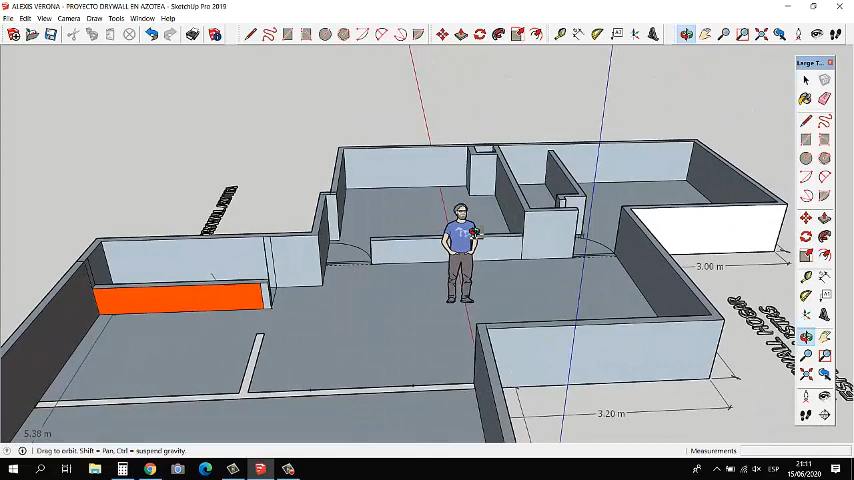 ALEXIS VERONA - PROYECTO DRYWALL EN AZOTEA - SketchUp Pro 2019
File Edit View Camera Draw Tools Window Help
Large T...
3.00 m
3.20 m
5.38 m
Drag to orbit. Shift = Pan, Ctrl = suspend gravity.
Measurements
ESP
21:11
15/06/2020